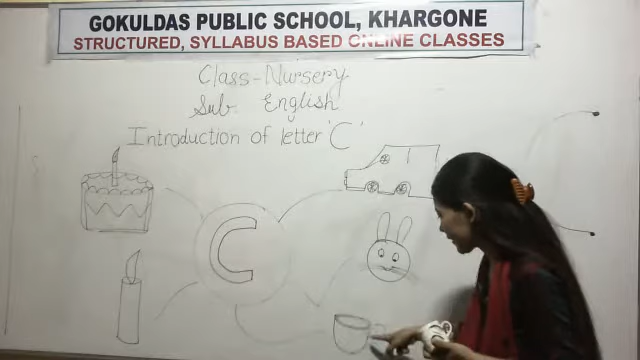 GOKULDAS PUBLIC SCHOOL, KHARGONE
STRUCTURED, SYLLABUS BASED ONLINE CLASSES
Class-Nursery
Sub English
Introduction of letter 'C'
C